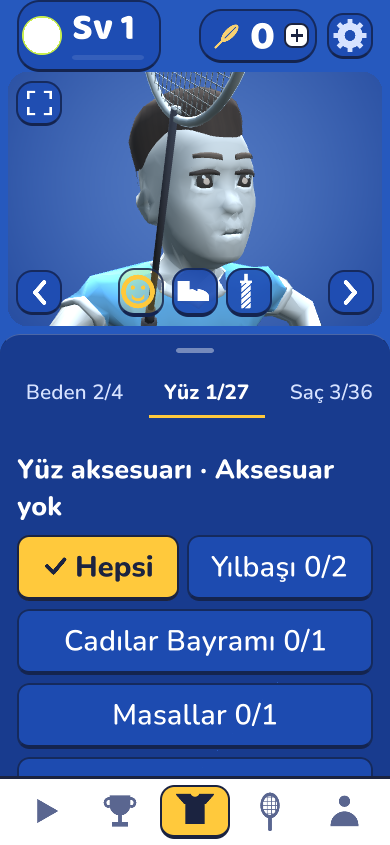 Sv 1
0
Beden 2/4
Yüz 1/27
Saç 3/36
Yüz aksesuarı · Aksesuar
yok
Hepsi
Yılbaşı 0/2
Cadılar Bayramı 0/1
Masallar 0/1